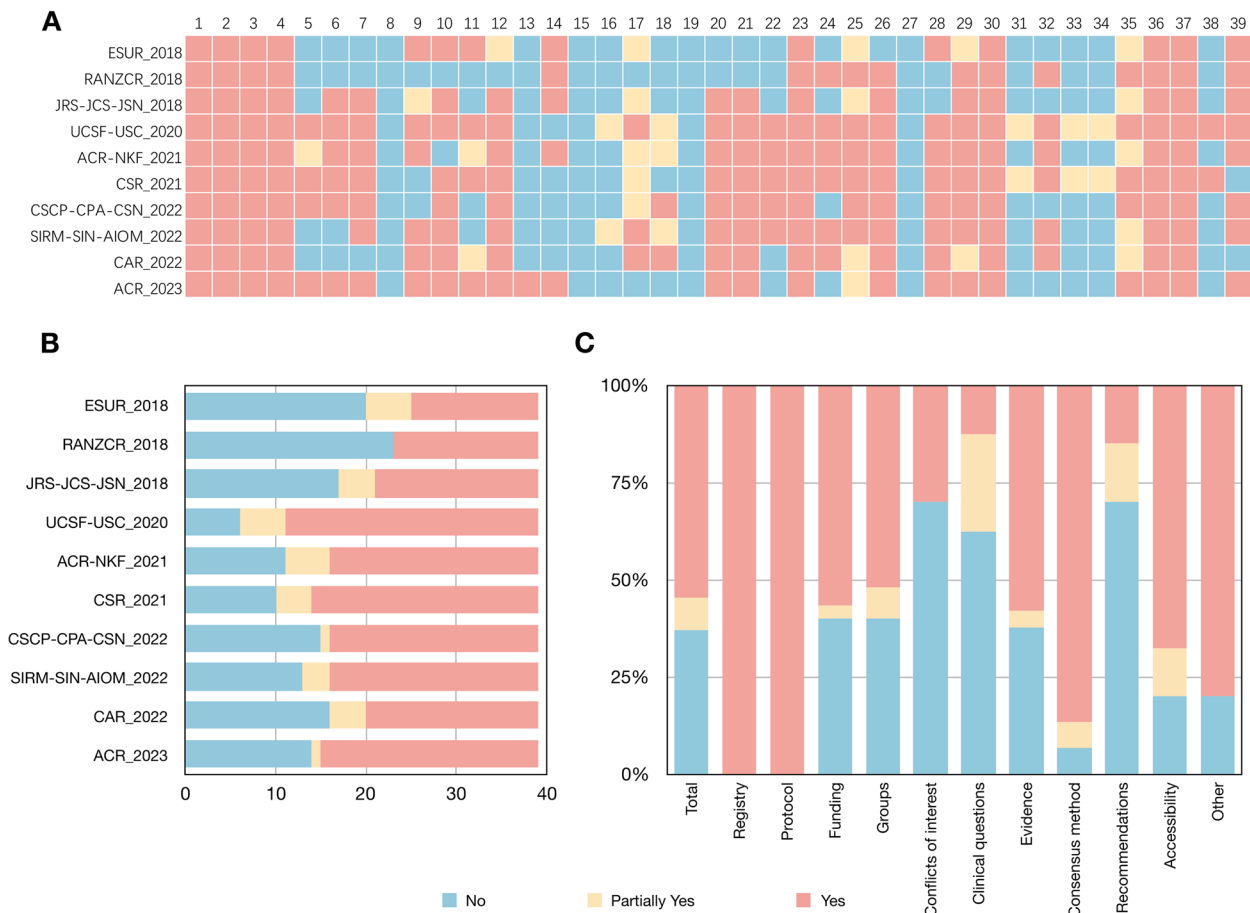 A
1 2 3 4 5 6 7 8 9 10 11 12 13 14 15 16 17 18 19 20 21 22 23 24 25 26 27 28 29 30 31 32 33 34 35 36 37 38 39
ESUR_2018
RANZCR_2018
JRS-JCS-JSN_2018
UCSF-USC_2020
ACR-NKF_2021
CSR_2021
CSCP-CPA-CSN_2022
SIRM-SIN-AIOM_2022
CAR_2022
ACR_2023
B
ESUR_2018
RANZCR_2018
JRS-JCS-JSN_2018
UCSF-USC_2020
ACR-NKF_2021
CSR_2021
CSCP-CPA-CSN_2022
SIRM-SIN-AIOM_2022
CAR_2022
ACR_2023
0 10 20 30 40
C
100%
75%
50%
25%
0%
Total
Registry
Protocol
Funding
Groups
Conflicts of interest
Clinical questions
Evidence
Consensus method
Recommendations
Accessibility
Other
No
Partially Yes
Yes